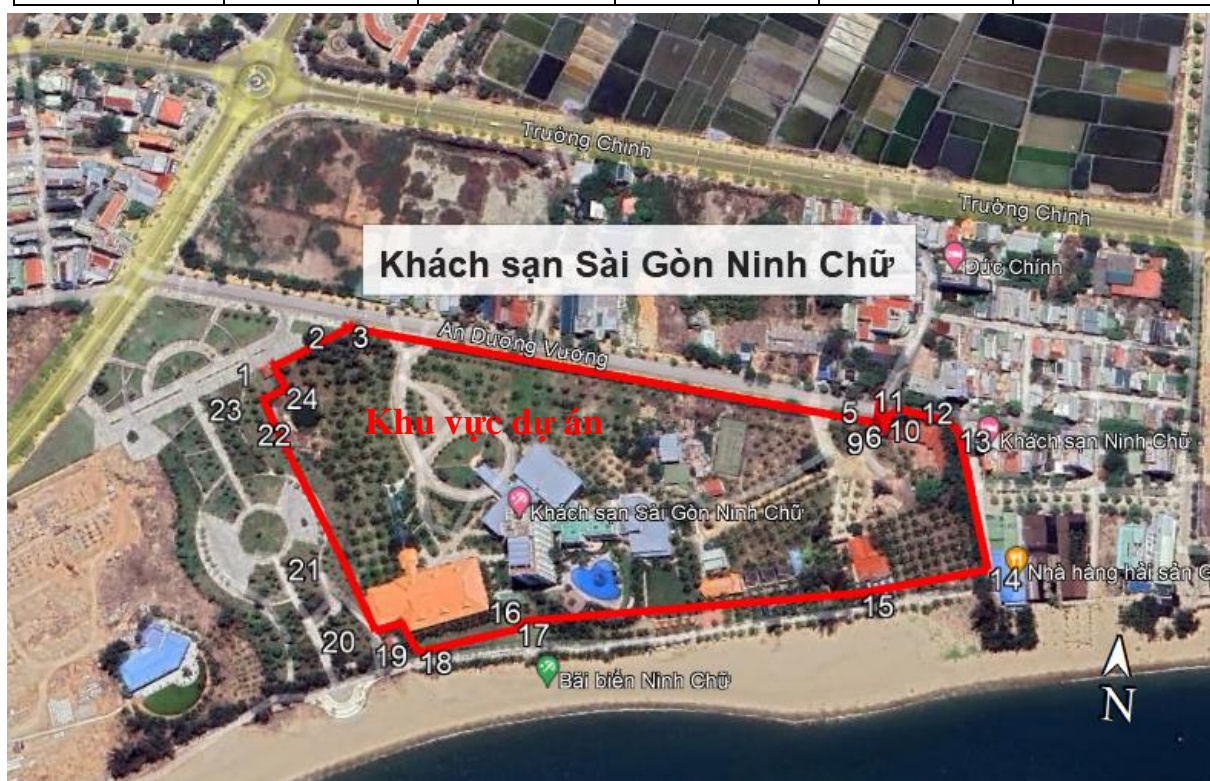 Trường Chinh
Trường Chinh
Khách sạn Sài Gòn Ninh Chữ
Đức Chính
An Dương Vương
2
3
1
24
23
22
Khu vực dự án
5
11
12
9
6
10
13
Khách sạn Ninh Chữ
Khách sạn Sài Gòn Ninh Chữ
21
14
Nhà hàng hải sản G
15
16
17
20
19
18
Bãi biển Ninh Chữ
N